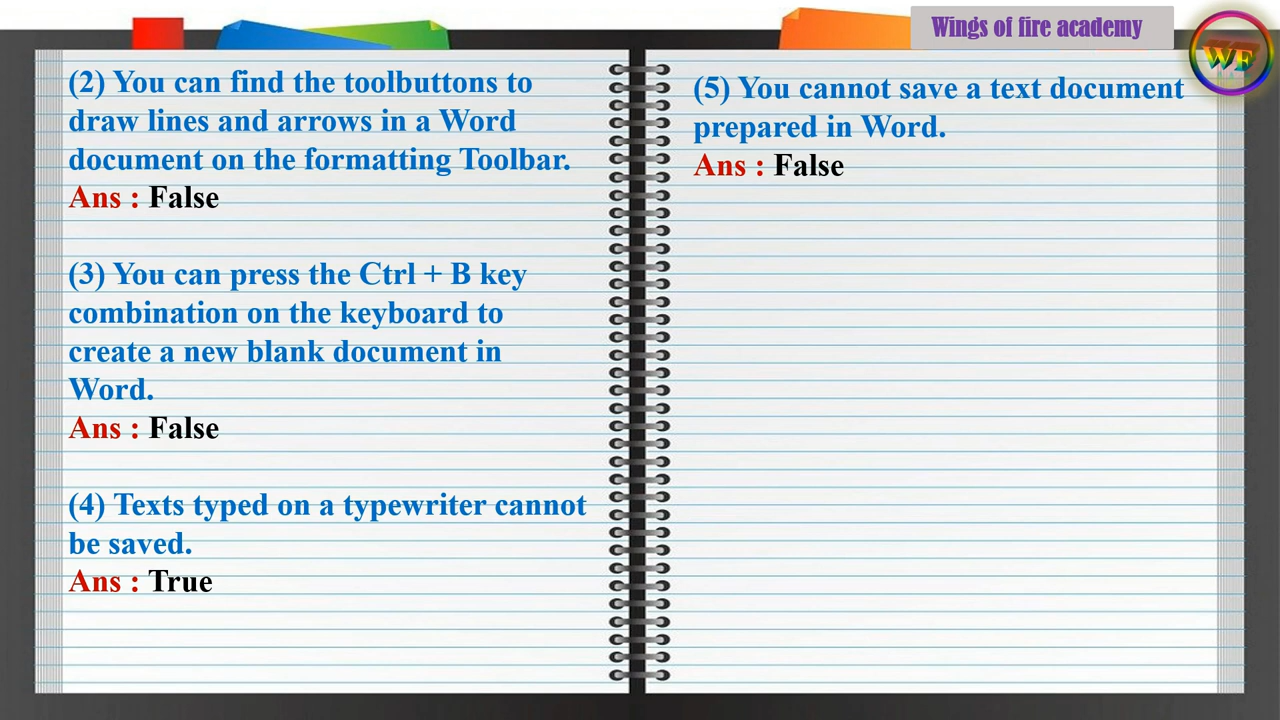 Wings of fire academy
WF
(2) You can find the toolbuttons to
draw lines and arrows in a Word
document on the formatting Toolbar.
Ans : False
(3) You can press the Ctrl + B key
combination on the keyboard to
create a new blank document in
Word.
Ans : False
(4) Texts typed on a typewriter cannot
be saved.
Ans : True
(5) You cannot save a text document
prepared in Word.
Ans : False